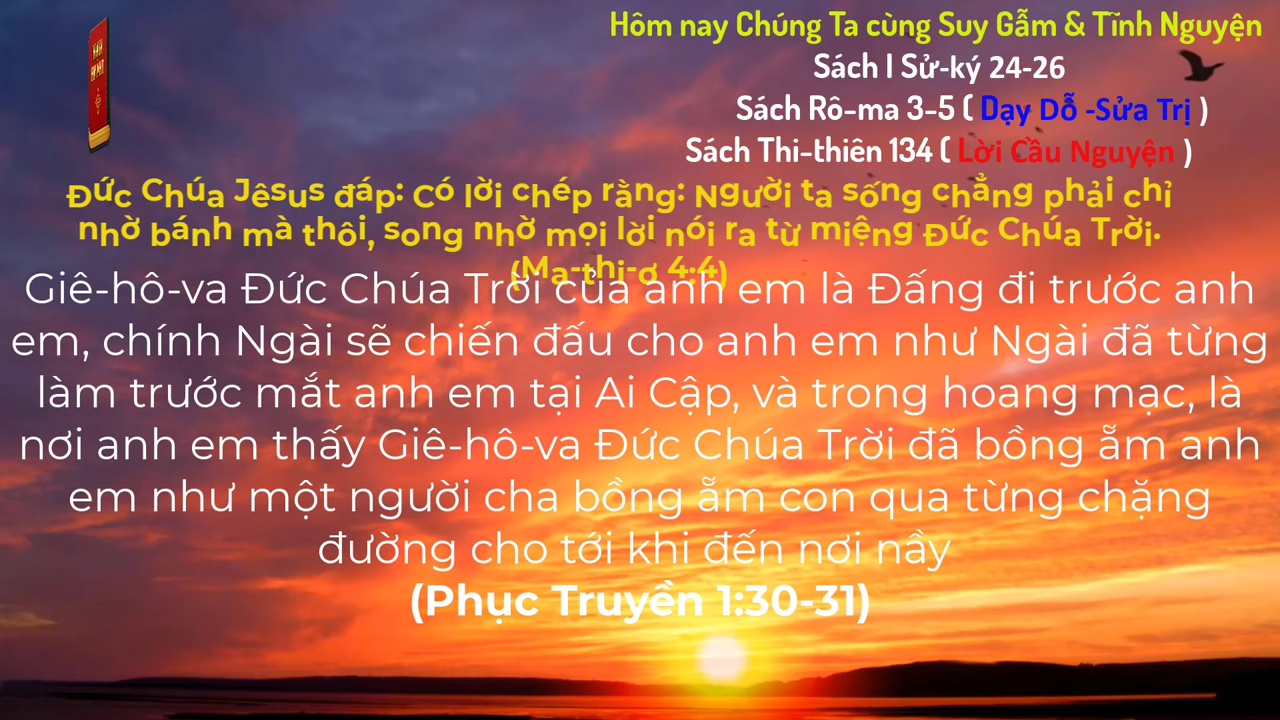 Hôm nay Chúng Ta cùng Suy Gẫm & Tĩnh Nguyện
Sách I Sử-ký 24-26
Sách Rô-ma 3-5 ( Dạy Dỗ -Sửa Trị )
Sách Thi-thiên 134 ( Lời Cầu Nguyện )
Đức Chúa Jêsus đáp: Có lời chép rằng: Người ta sống chẳng phải chỉ
nhờ bánh mà thôi, song nhờ mọi lời nói ra từ miệng Đức Chúa Trời.
(Ma-thi-ơ 4:4)
Giê-hô-va Đức Chúa Trời của anh em là Đấng đi trước anh
em, chính Ngài sẽ chiến đấu cho anh em như Ngài đã từng
làm trước mắt anh em tại Ai Cập, và trong hoang mạc, là
nơi anh em thấy Giê-hô-va Đức Chúa Trời đã bồng ẵm anh
em như một người cha bồng ẵm con qua từng chặng
đường cho tới khi đến nơi nầy
(Phục Truyền 1:30-31)